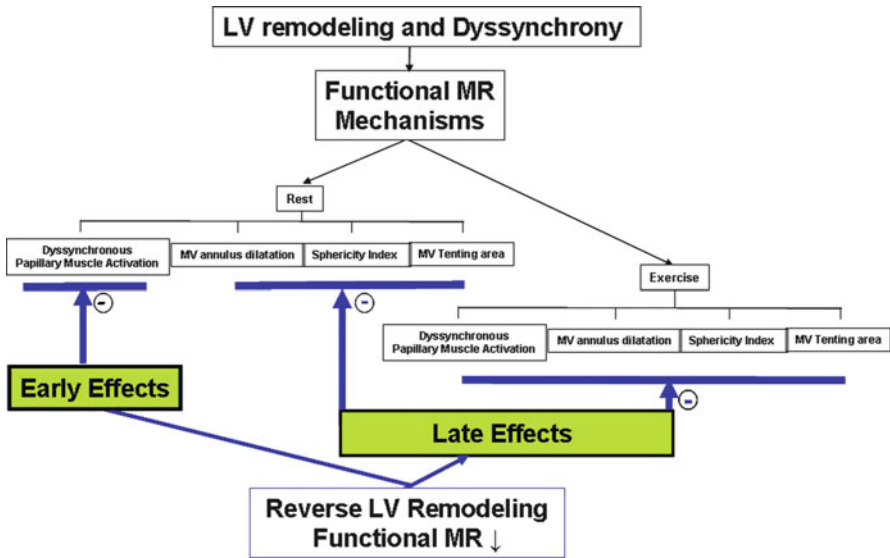 LV remodeling and Dyssynchrony
Functional MR
Mechanisms
Rest
Dyssynchronous
Papillary Muscle Activation
MV annulus dilatation
Sphericity Index
MV Tenting area
Exercise
Dyssynchronous
Papillary Muscle Activation
MV annulus dilatation
Sphericity Index
MV Tenting area
-
-
-
Early Effects
Late Effects
Reverse LV Remodeling
Functional MR ↓